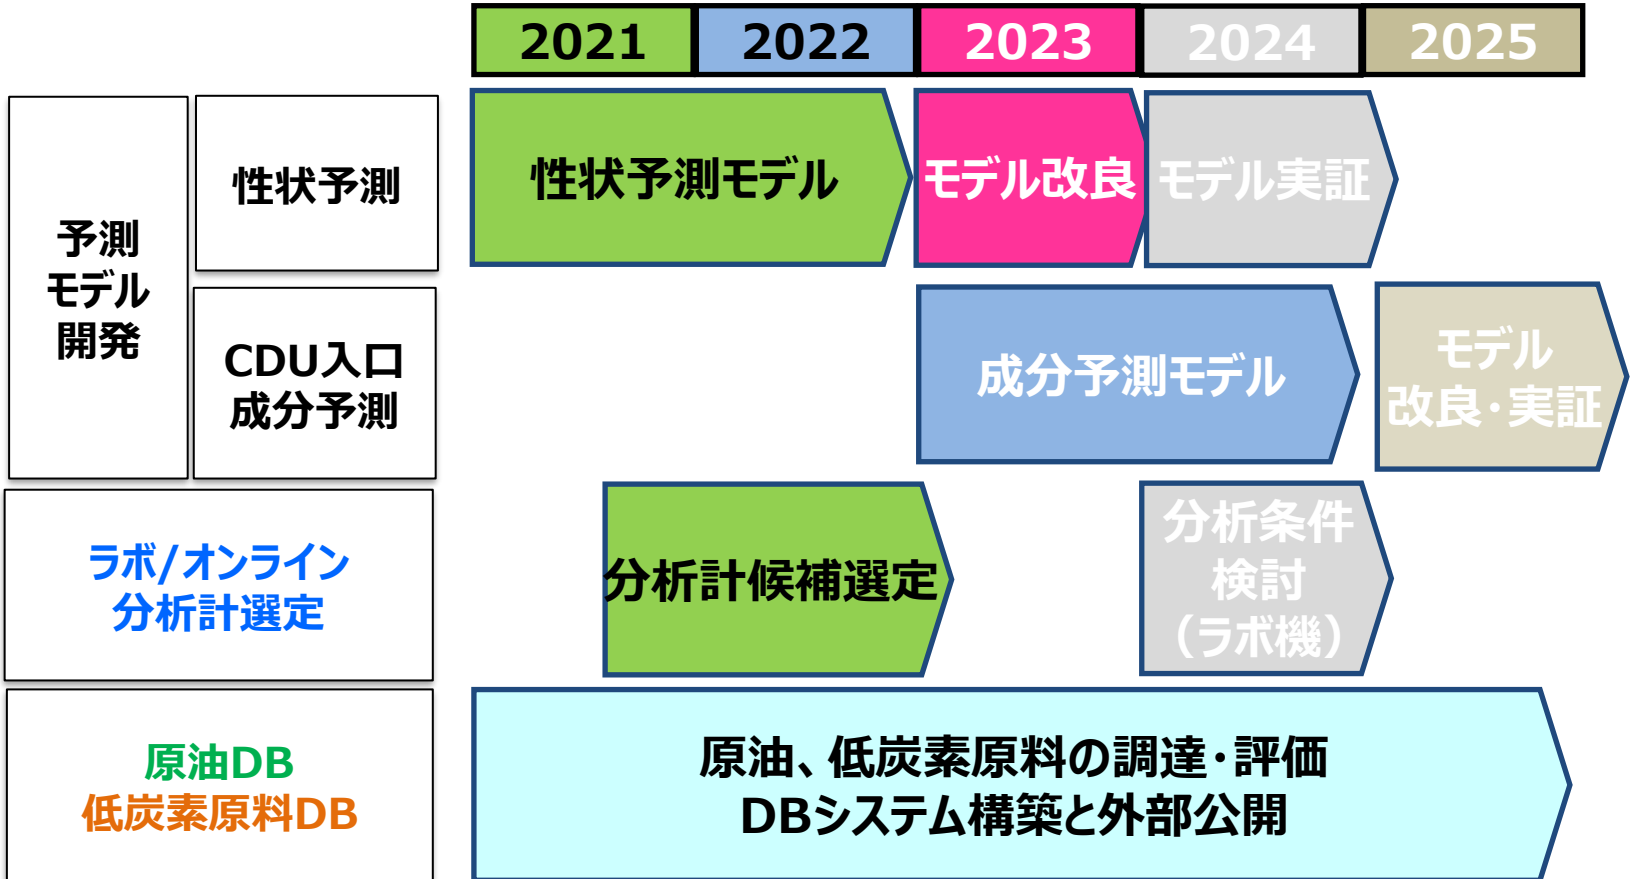 2021 2022 2023 2024 2025
予測
モデル
開発
性状予測
性状予測モデル
モデル改良
モデル実証
CDU入口
成分予測
成分予測モデル
モデル
改良・実証
ラボ/オンライン
分析計選定
分析計候補選定
分析条件
検討
(ラボ機)
原油DB
低炭素原料DB
原油、低炭素原料の調達・評価
DBシステム構築と外部公開